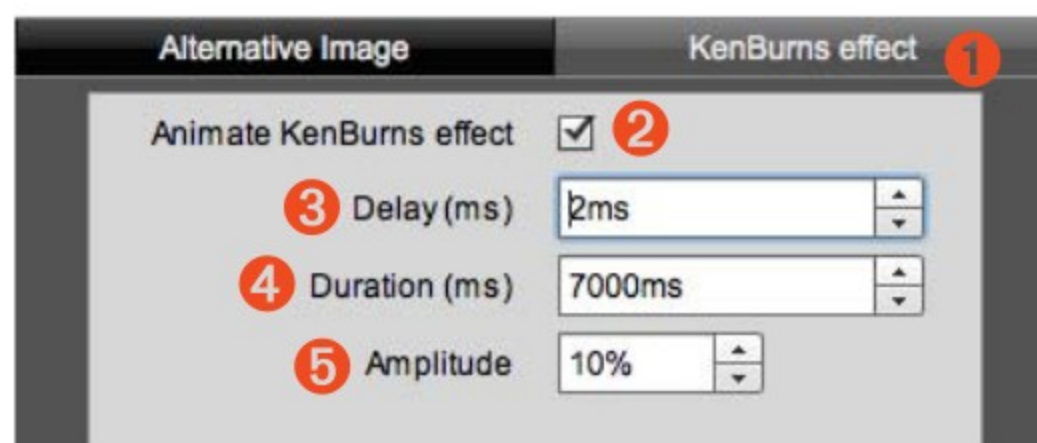 Alternative Image KenBurns effect 1
Animate KenBurns effect 2
3 Delay (ms) 2ms
4 Duration (ms) 7000ms
5 Amplitude 10%